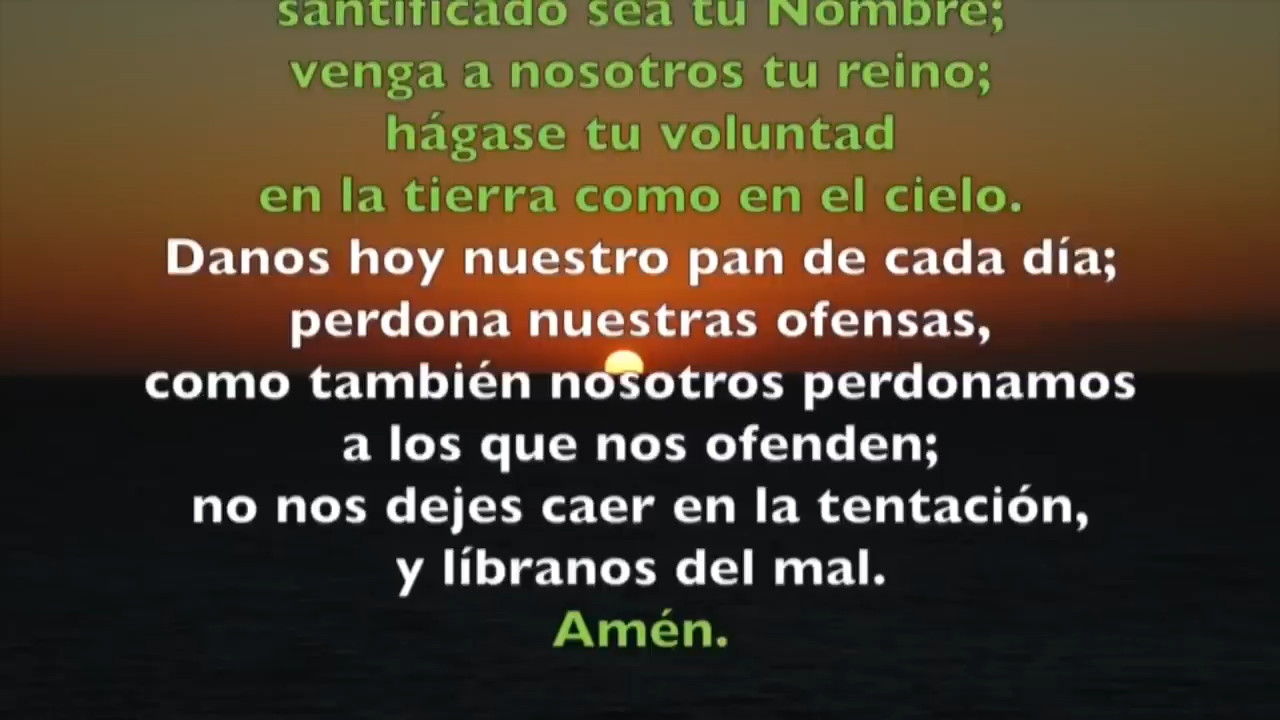 santificado sea tu Nombre;
venga a nosotros tu reino;
hágase tu voluntad
en la tierra como en el cielo.
Danos hoy nuestro pan de cada día;
perdona nuestras ofensas,
como también nosotros perdonamos
a los que nos ofenden;
no nos dejes caer en la tentación,
y líbranos del mal.
Amén.